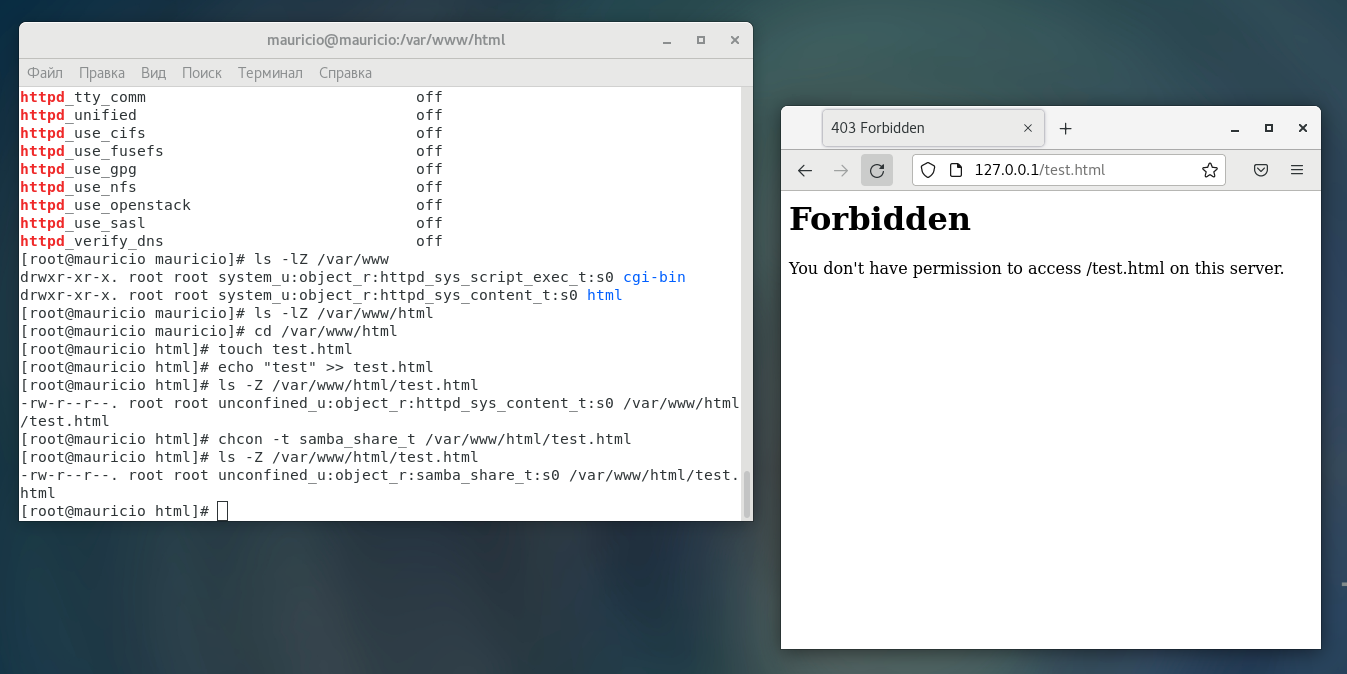 mauricio@mauricio:/var/www/html
Файл Правка Вид Поиск Терминал Справка
httpd_tty_comm off
httpd_unified off
httpd_use_cifs off
httpd_use_fusefs off
httpd_use_gpg off
httpd_use_nfs off
httpd_use_openstack off
httpd_use_sasl off
httpd_verify_dns off
[root@mauricio mauricio]# ls -lZ /var/www
drwxr-xr-x. root root system_u:object_r:httpd_sys_script_exec_t:s0 cgi-bin
drwxr-xr-x. root root system_u:object_r:httpd_sys_content_t:s0 html
[root@mauricio mauricio]# ls -lZ /var/www/html
[root@mauricio mauricio]# cd /var/www/html
[root@mauricio html]# touch test.html
[root@mauricio html]# echo "test" >> test.html
[root@mauricio html]# ls -Z /var/www/html/test.html
-rw-r--r--. root root unconfined_u:object_r:httpd_sys_content_t:s0 /var/www/html
/test.html
[root@mauricio html]# chcon -t samba_share_t /var/www/html/test.html
[root@mauricio html]# ls -Z /var/www/html/test.html
-rw-r--r--. root root unconfined_u:object_r:samba_share_t:s0 /var/www/html/test.
html
[root@mauricio html]#
403 Forbidden
127.0.0.1/test.html
Forbidden
You don't have permission to access /test.html on this server.